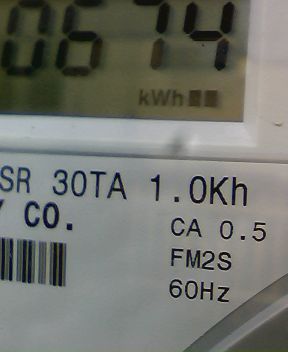 0674
kWh
SR 30TA 1.0Kh
Y CO.
CA 0.5
FM2S
60Hz